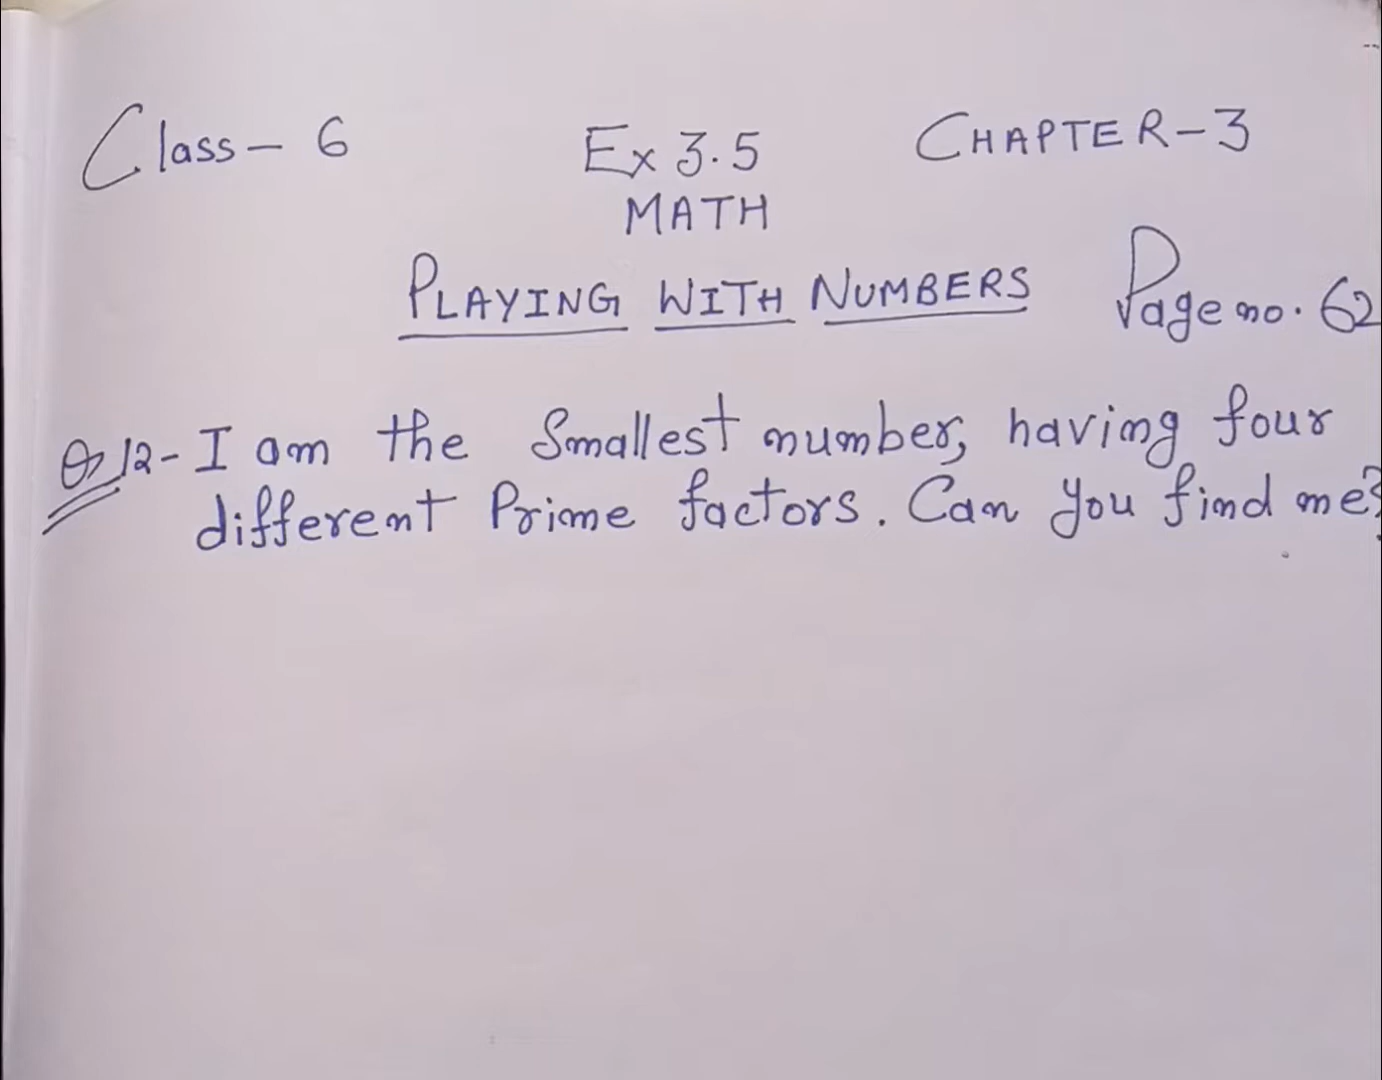 Class- 6 Ex 3.5 CHAPTER-3
MATH
PLAYING WITH NUMBERS Page no. 62
Q 12- I am the Smallest number, having four
different Prime factors. Can you find me?